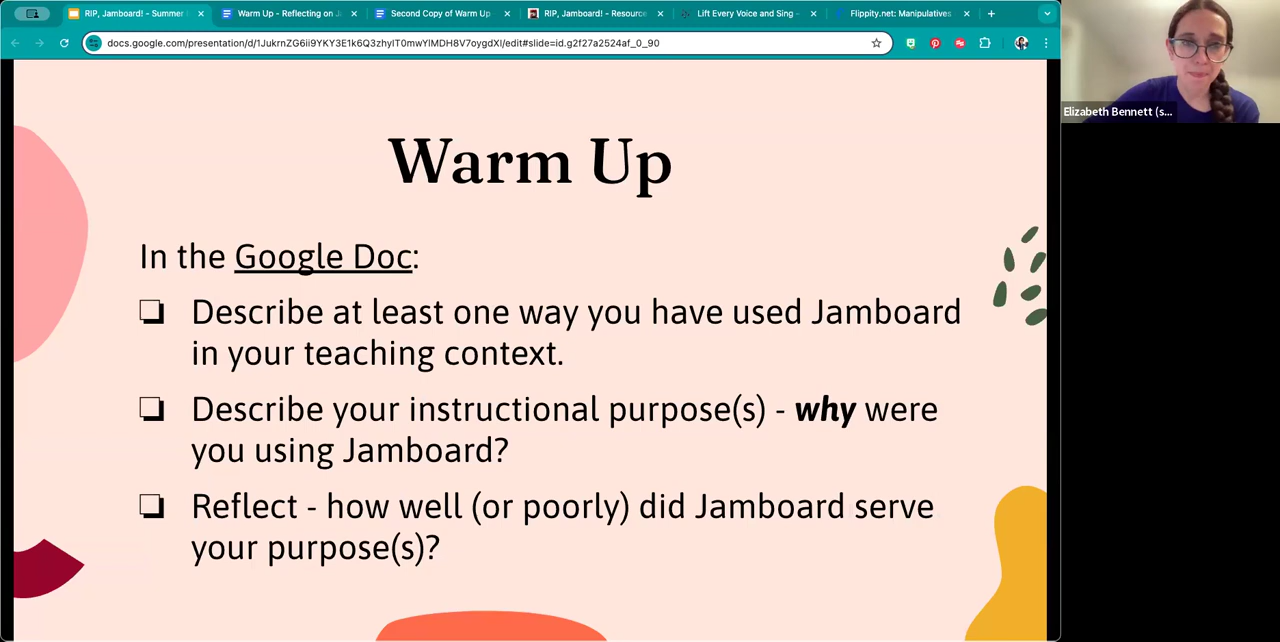 RIP, Jamboard! - Summer
Warm Up - Reflecting on J
Second Copy of Warm Up
RIP, Jamboard! - Resource
Lift Every Voice and Sing -
Flippity.net: Manipulatives
docs.google.com/presentation/d/1JukrnZG6ii9YKY3E1k6Q3zhyIT0mwYlMDH8V7oygdXI/edit#slide=id.g2f27a2524af_0_90
Elizabeth Bennett (s...
Warm Up
In the Google Doc:
❏ Describe at least one way you have used Jamboard
in your teaching context.
❏ Describe your instructional purpose(s) - why were
you using Jamboard?
❏ Reflect - how well (or poorly) did Jamboard serve
your purpose(s)?